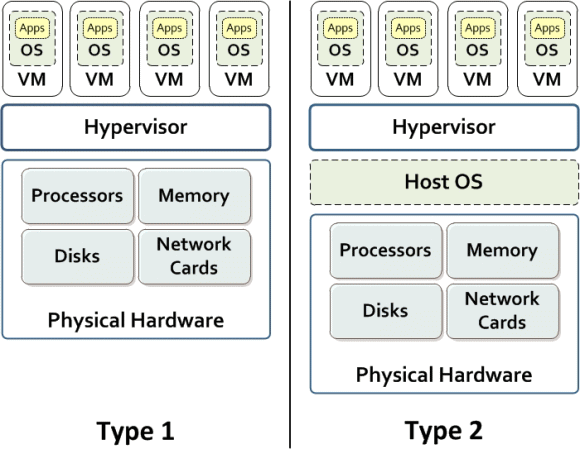 Apps Apps Apps Apps
OS OS OS OS
VM VM VM VM
Hypervisor
Processors Memory
Disks Network
Cards
Physical Hardware
Type 1
Apps Apps Apps Apps
OS OS OS OS
VM VM VM VM
Hypervisor
Host OS
Processors Memory
Disks Network
Cards
Physical Hardware
Type 2